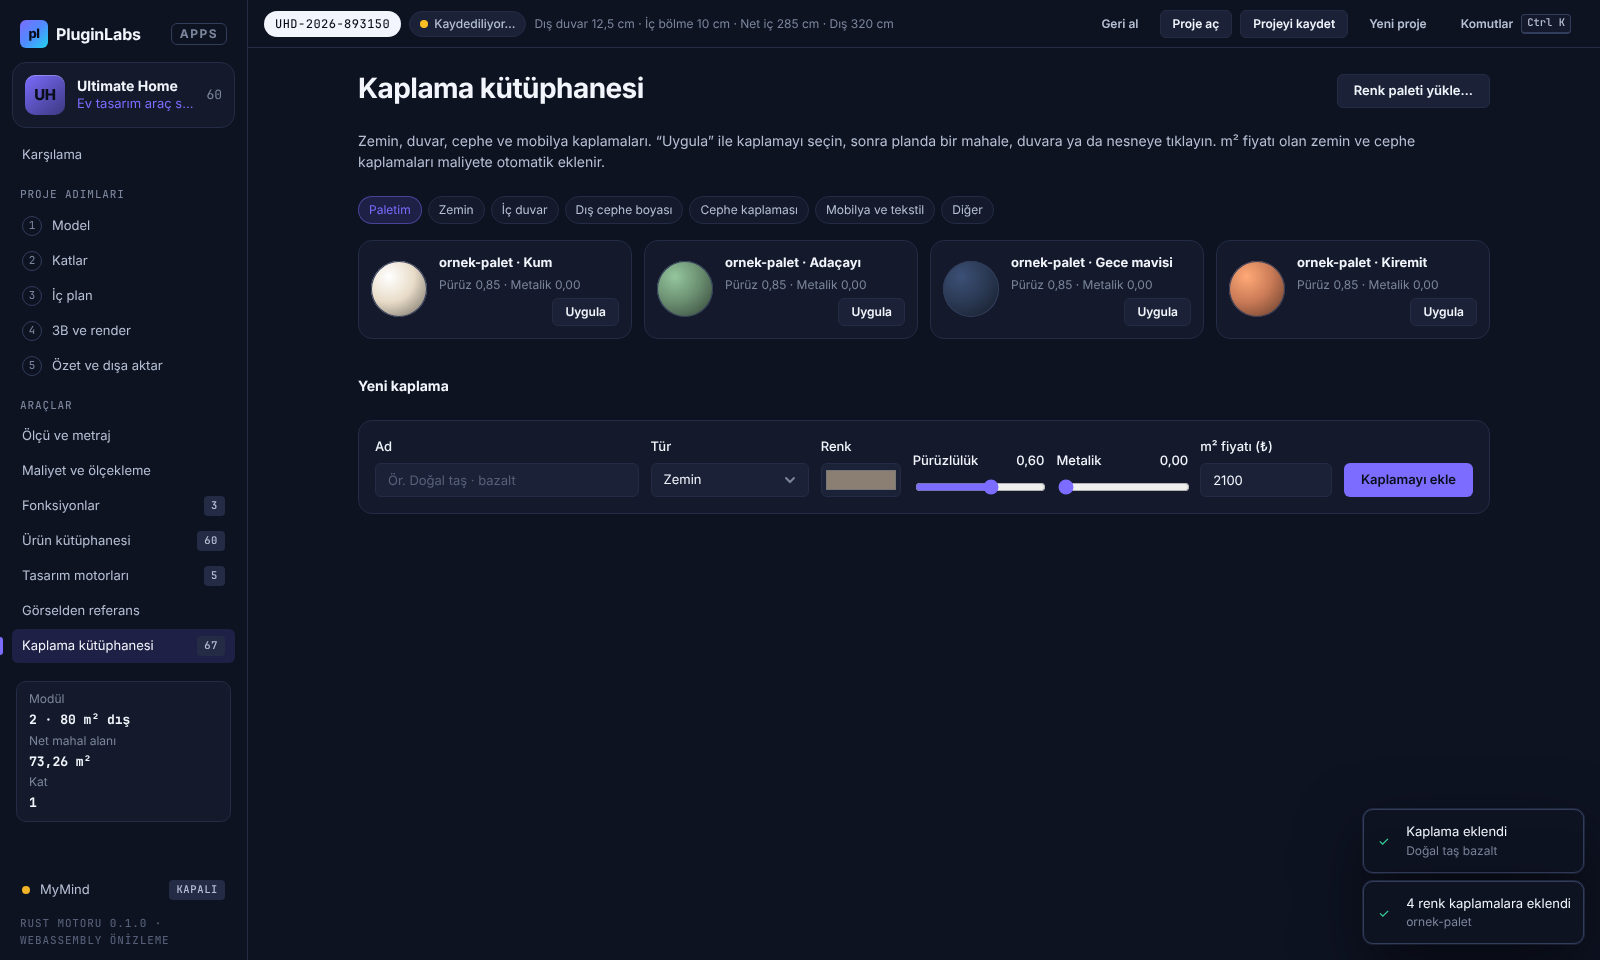 pl PluginLabs APPS
UH Ultimate Home 60
Ev tasarım araç s...
Karşılama
PROJE ADIMLARI
1 Model
2 Katlar
3 İç plan
4 3B ve render
5 Özet ve dışa aktar
ARAÇLAR
Ölçü ve metraj
Maliyet ve ölçekleme
Fonksiyonlar 3
Ürün kütüphanesi 60
Tasarım motorları 5
Görselden referans
Kaplama kütüphanesi 67
Modül
2 · 80 m² dış
Net mahal alanı
73,26 m²
Kat
1
MyMind KAPALI
RUST MOTORU 0.1.0 ·
WEBASSEMBLY ÖNİZLEME
UHD-2026-893150 Kaydediliyor... Dış duvar 12,5 cm · İç bölme 10 cm · Net iç 285 cm · Dış 320 cm Geri al Proje aç Projeyi kaydet Yeni proje Komutlar Ctrl K
Kaplama kütüphanesi
Renk paleti yükle...
Zemin, duvar, cephe ve mobilya kaplamaları. “Uygula” ile kaplamayı seçin, sonra planda bir mahale, duvara ya da nesneye tıklayın. m² fiyatı olan zemin ve cephe
kaplamaları maliyete otomatik eklenir.
Paletim Zemin İç duvar Dış cephe boyası Cephe kaplaması Mobilya ve tekstil Diğer
ornek-palet · Kum
Pürüz 0,85 · Metalik 0,00
Uygula
ornek-palet · Adaçayı
Pürüz 0,85 · Metalik 0,00
Uygula
ornek-palet · Gece mavisi
Pürüz 0,85 · Metalik 0,00
Uygula
ornek-palet · Kiremit
Pürüz 0,85 · Metalik 0,00
Uygula
Yeni kaplama
Ad
Ör. Doğal taş · bazalt
Tür
Zemin
Renk
Pürüzlülük 0,60
Metalik 0,00
m² fiyatı (₺)
2100
Kaplamayı ekle
Kaplama eklendi
Doğal taş bazalt
4 renk kaplamalara eklendi
ornek-palet